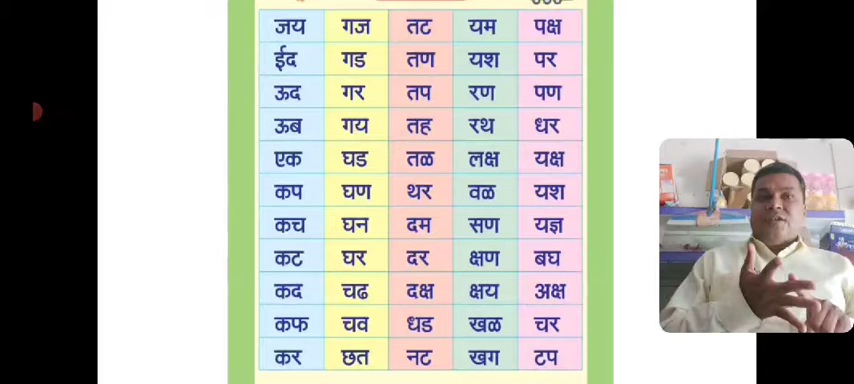 जय गज तट यम पक्ष
ईद गड तण यश पर
ऊद गर तप रण पण
ऊब गय तह रथ धर
एक घड तळ लक्ष यक्ष
कप घण थर वळ यश
कच घन दम सण यज्ञ
कट घर दर क्षण बघ
कद चढ दक्ष क्षय अक्ष
कफ चव धड खळ चर
कर छत नट खग टप